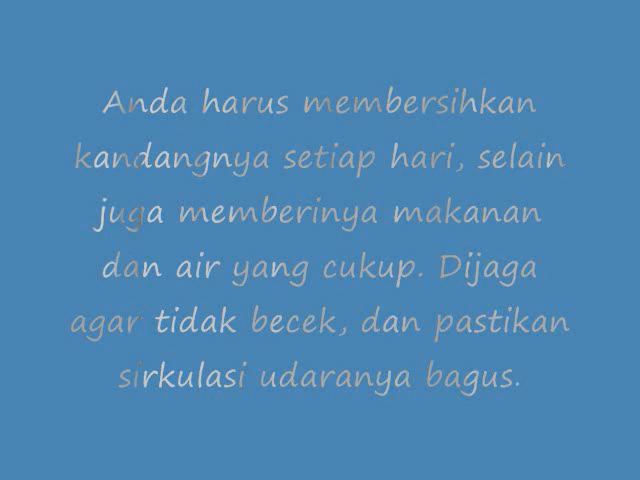 Anda harus membersihkan
kandangnya setiap hari, selain
juga memberinya makanan
dan air yang cukup. Dijaga
agar tidak becek, dan pastikan
sirkulasi udaranya bagus.